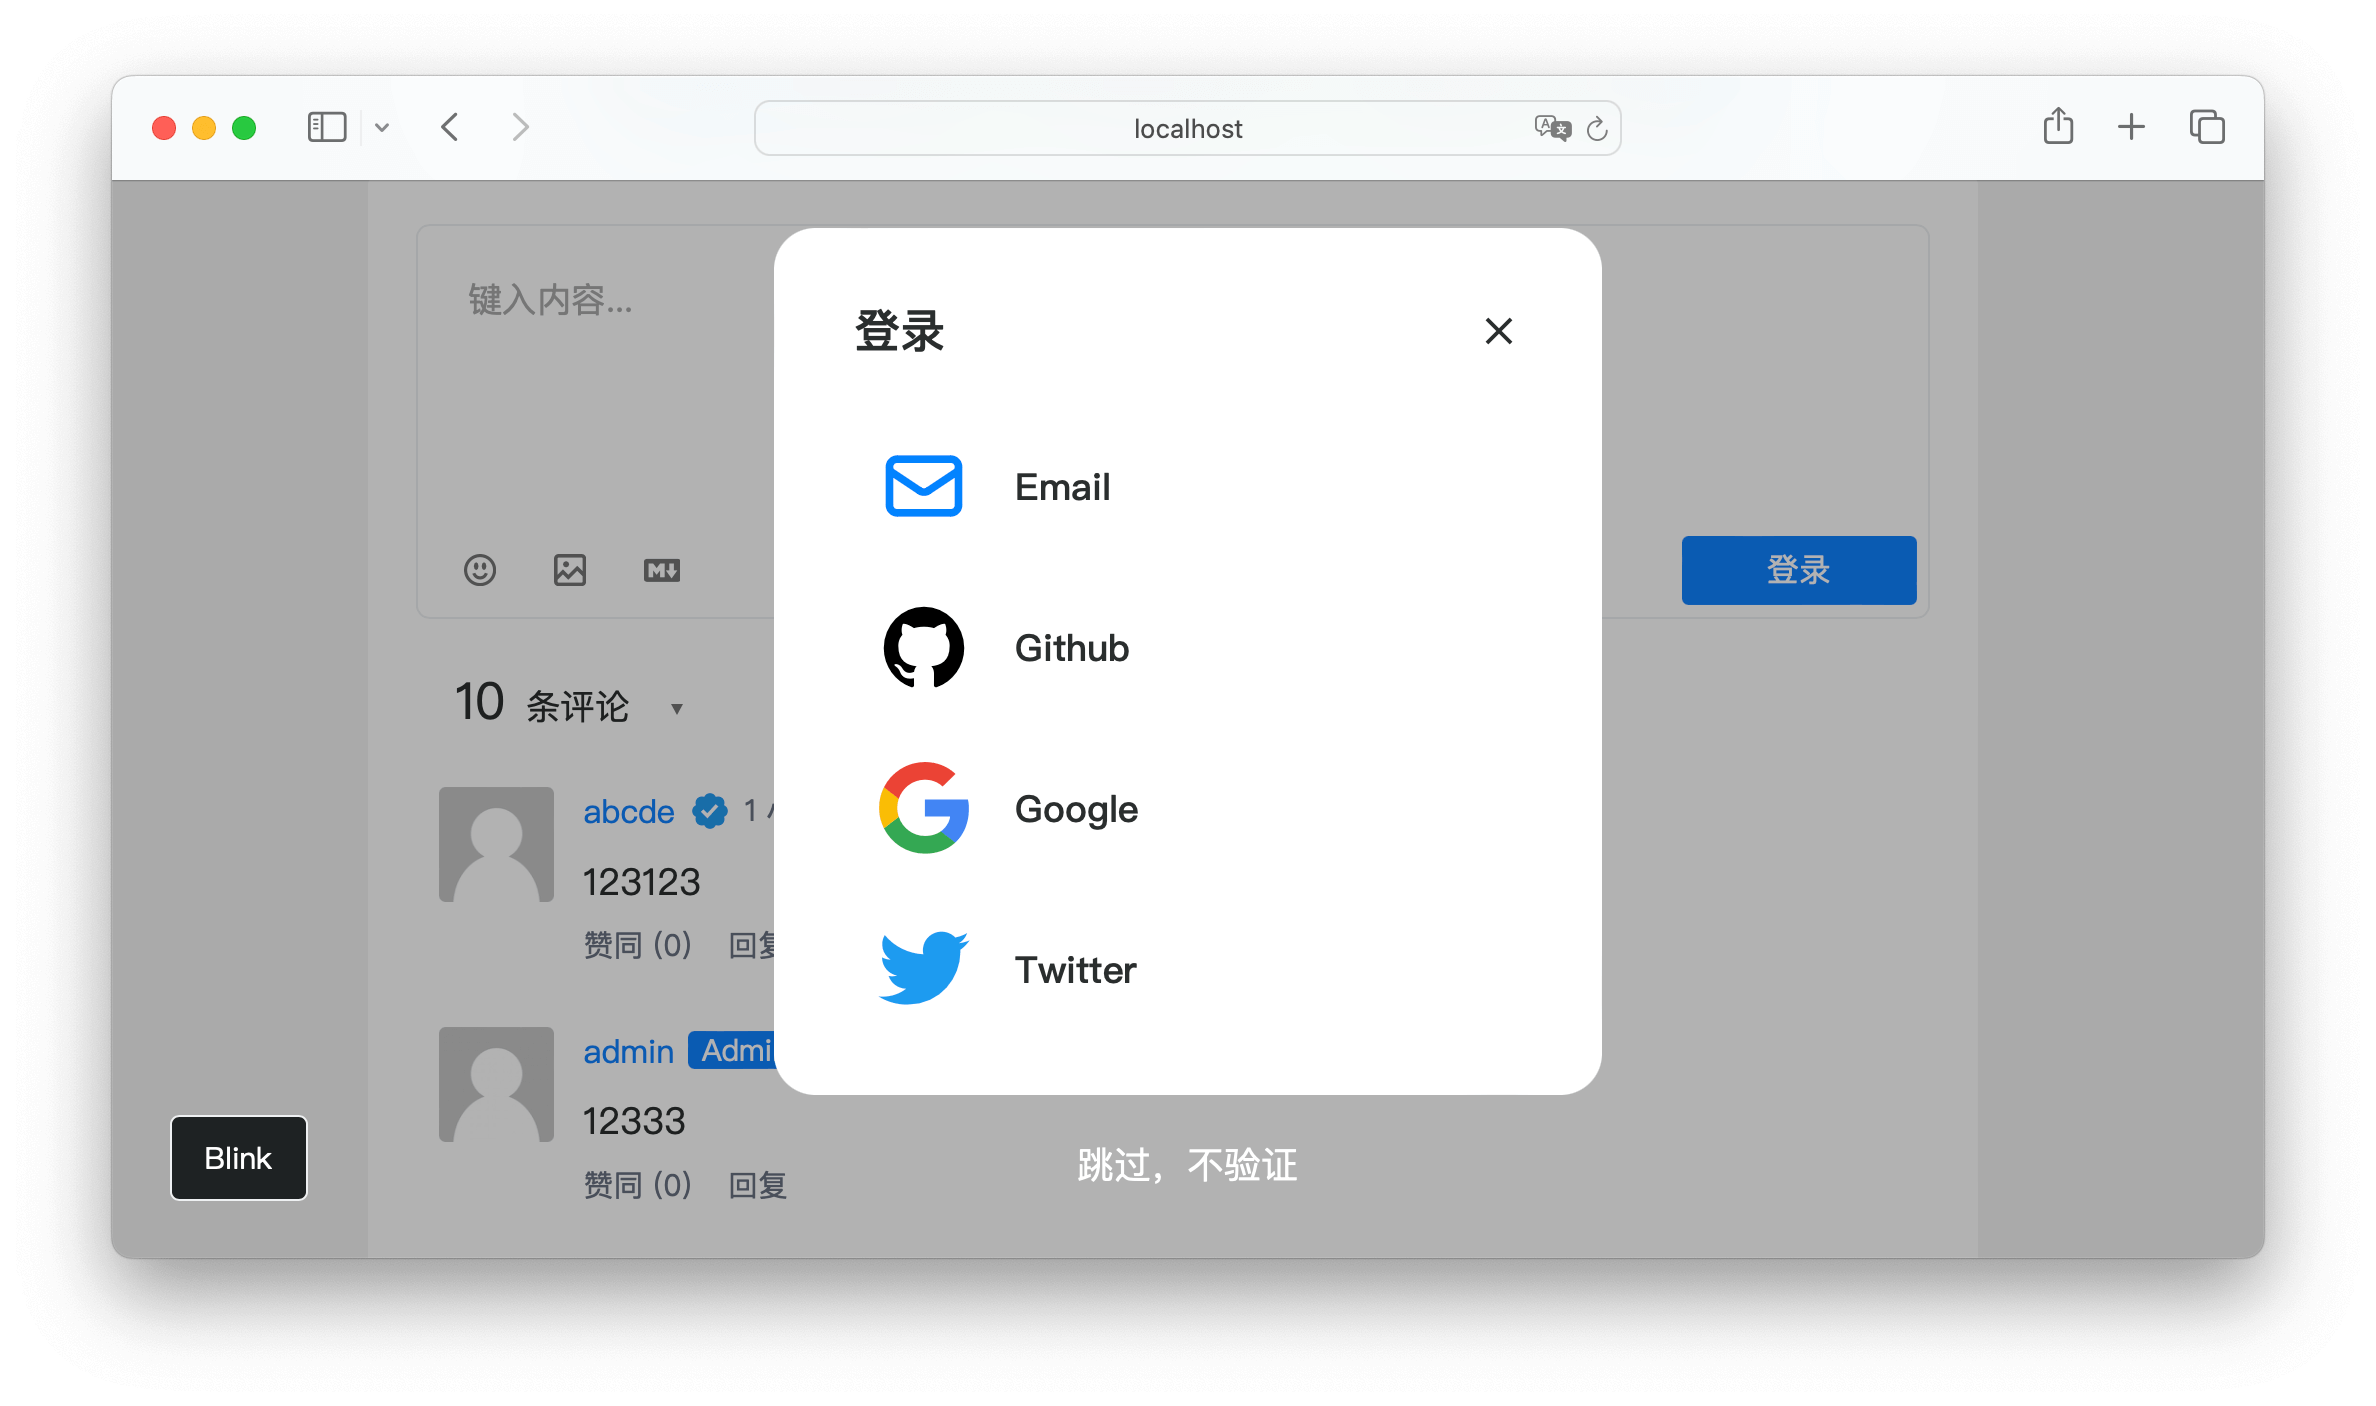 localhost
键入内容...
登录
登录
Email
Github
Google
Twitter
10 条评论
abcde 1
123123
赞同 (0) 回复
admin Admi
12333
赞同 (0) 回复
Blink
跳过，不验证